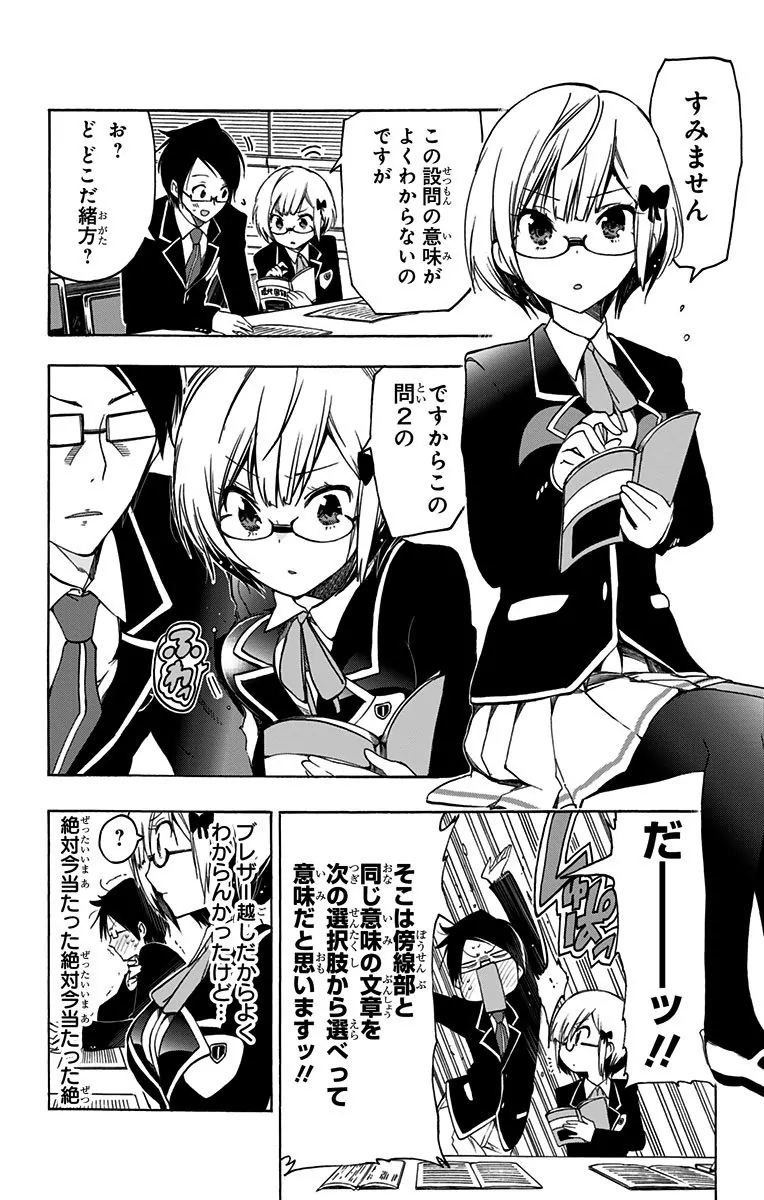 すみません
この設問の意味が
よくわからないの
ですが
お?
ど どこだ
緒方?
ですからこの
問2の
ふわっ
だーーッ!!
しゅばっ
そこは傍線部と
同じ意味の文章を
次の選択肢から選べって
意味だと思いますッ!!
ブレザー越しだからよく
わからんかったけど…
?
絶対今当たった絶対今当たった絶